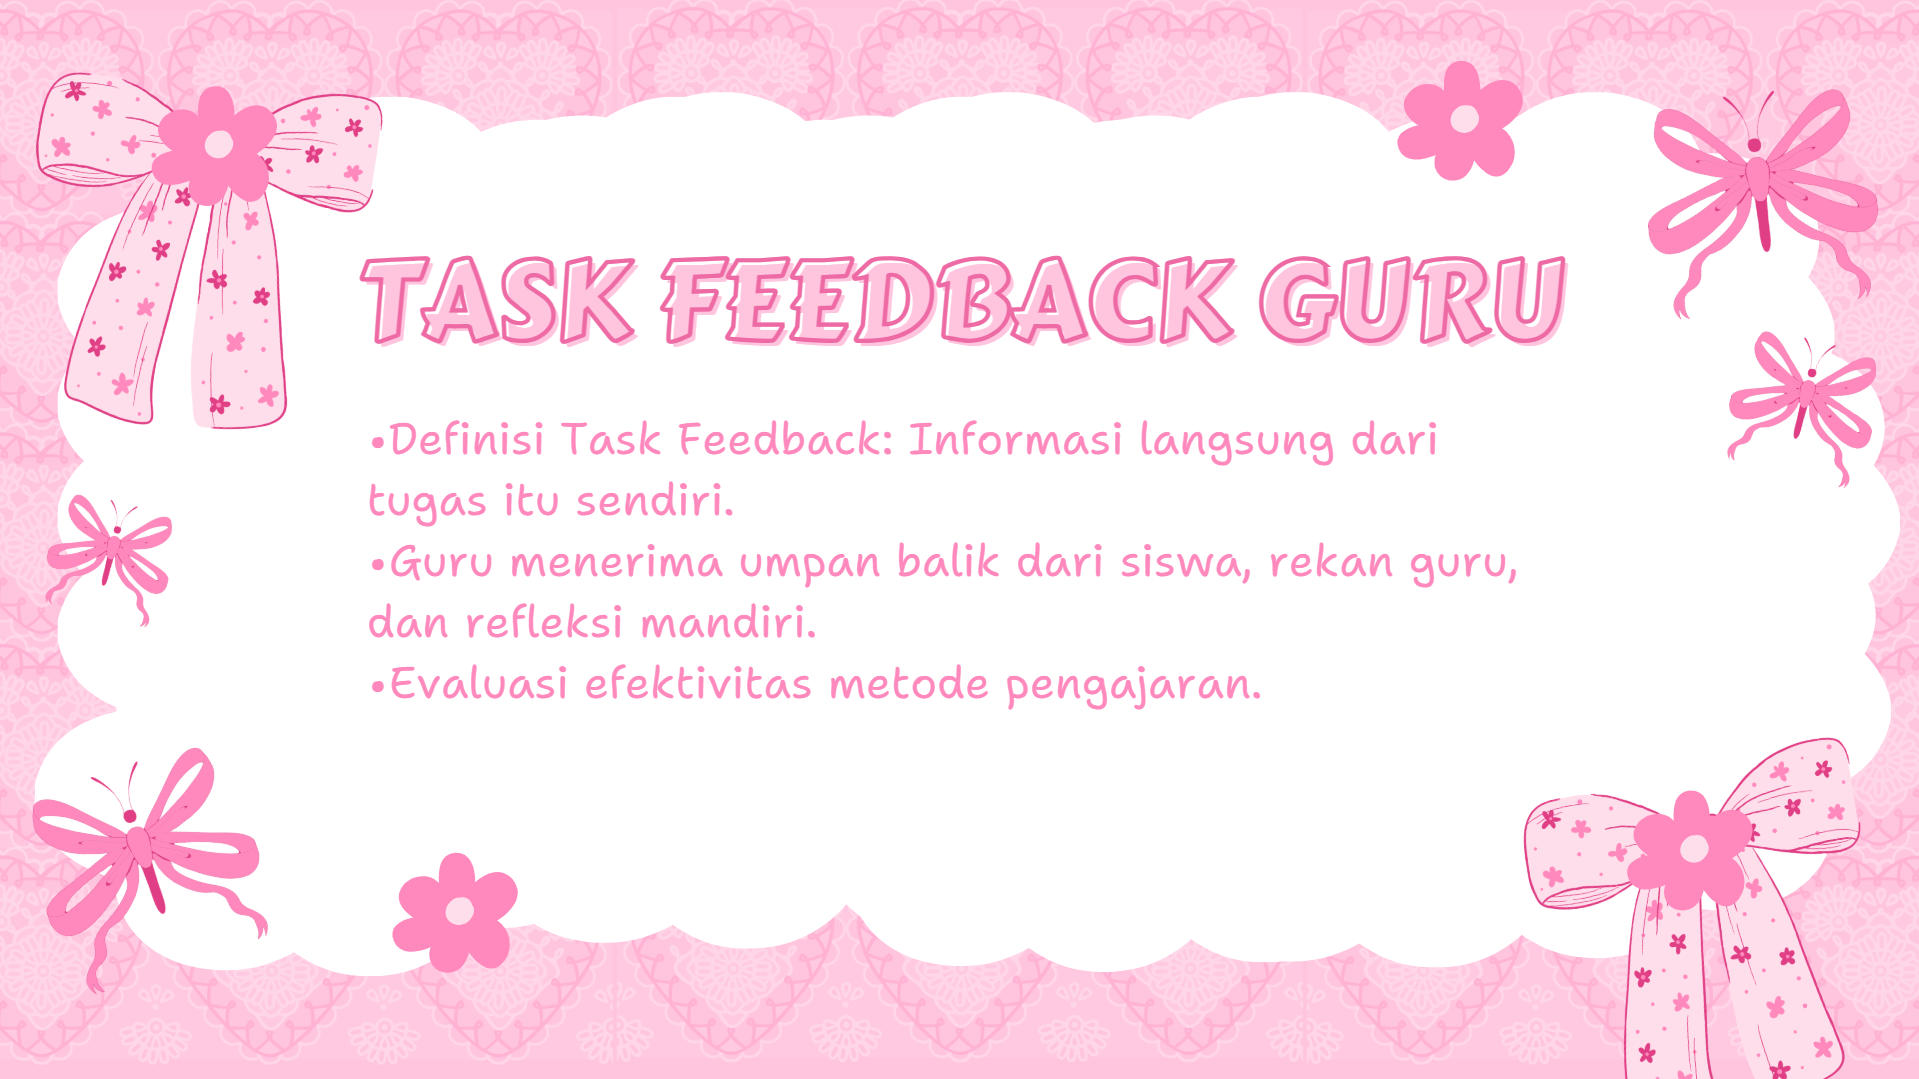 TASK FEEDBACK GURU
•Definisi Task Feedback: Informasi langsung dari
tugas itu sendiri.
•Guru menerima umpan balik dari siswa, rekan guru,
dan refleksi mandiri.
•Evaluasi efektivitas metode pengajaran.